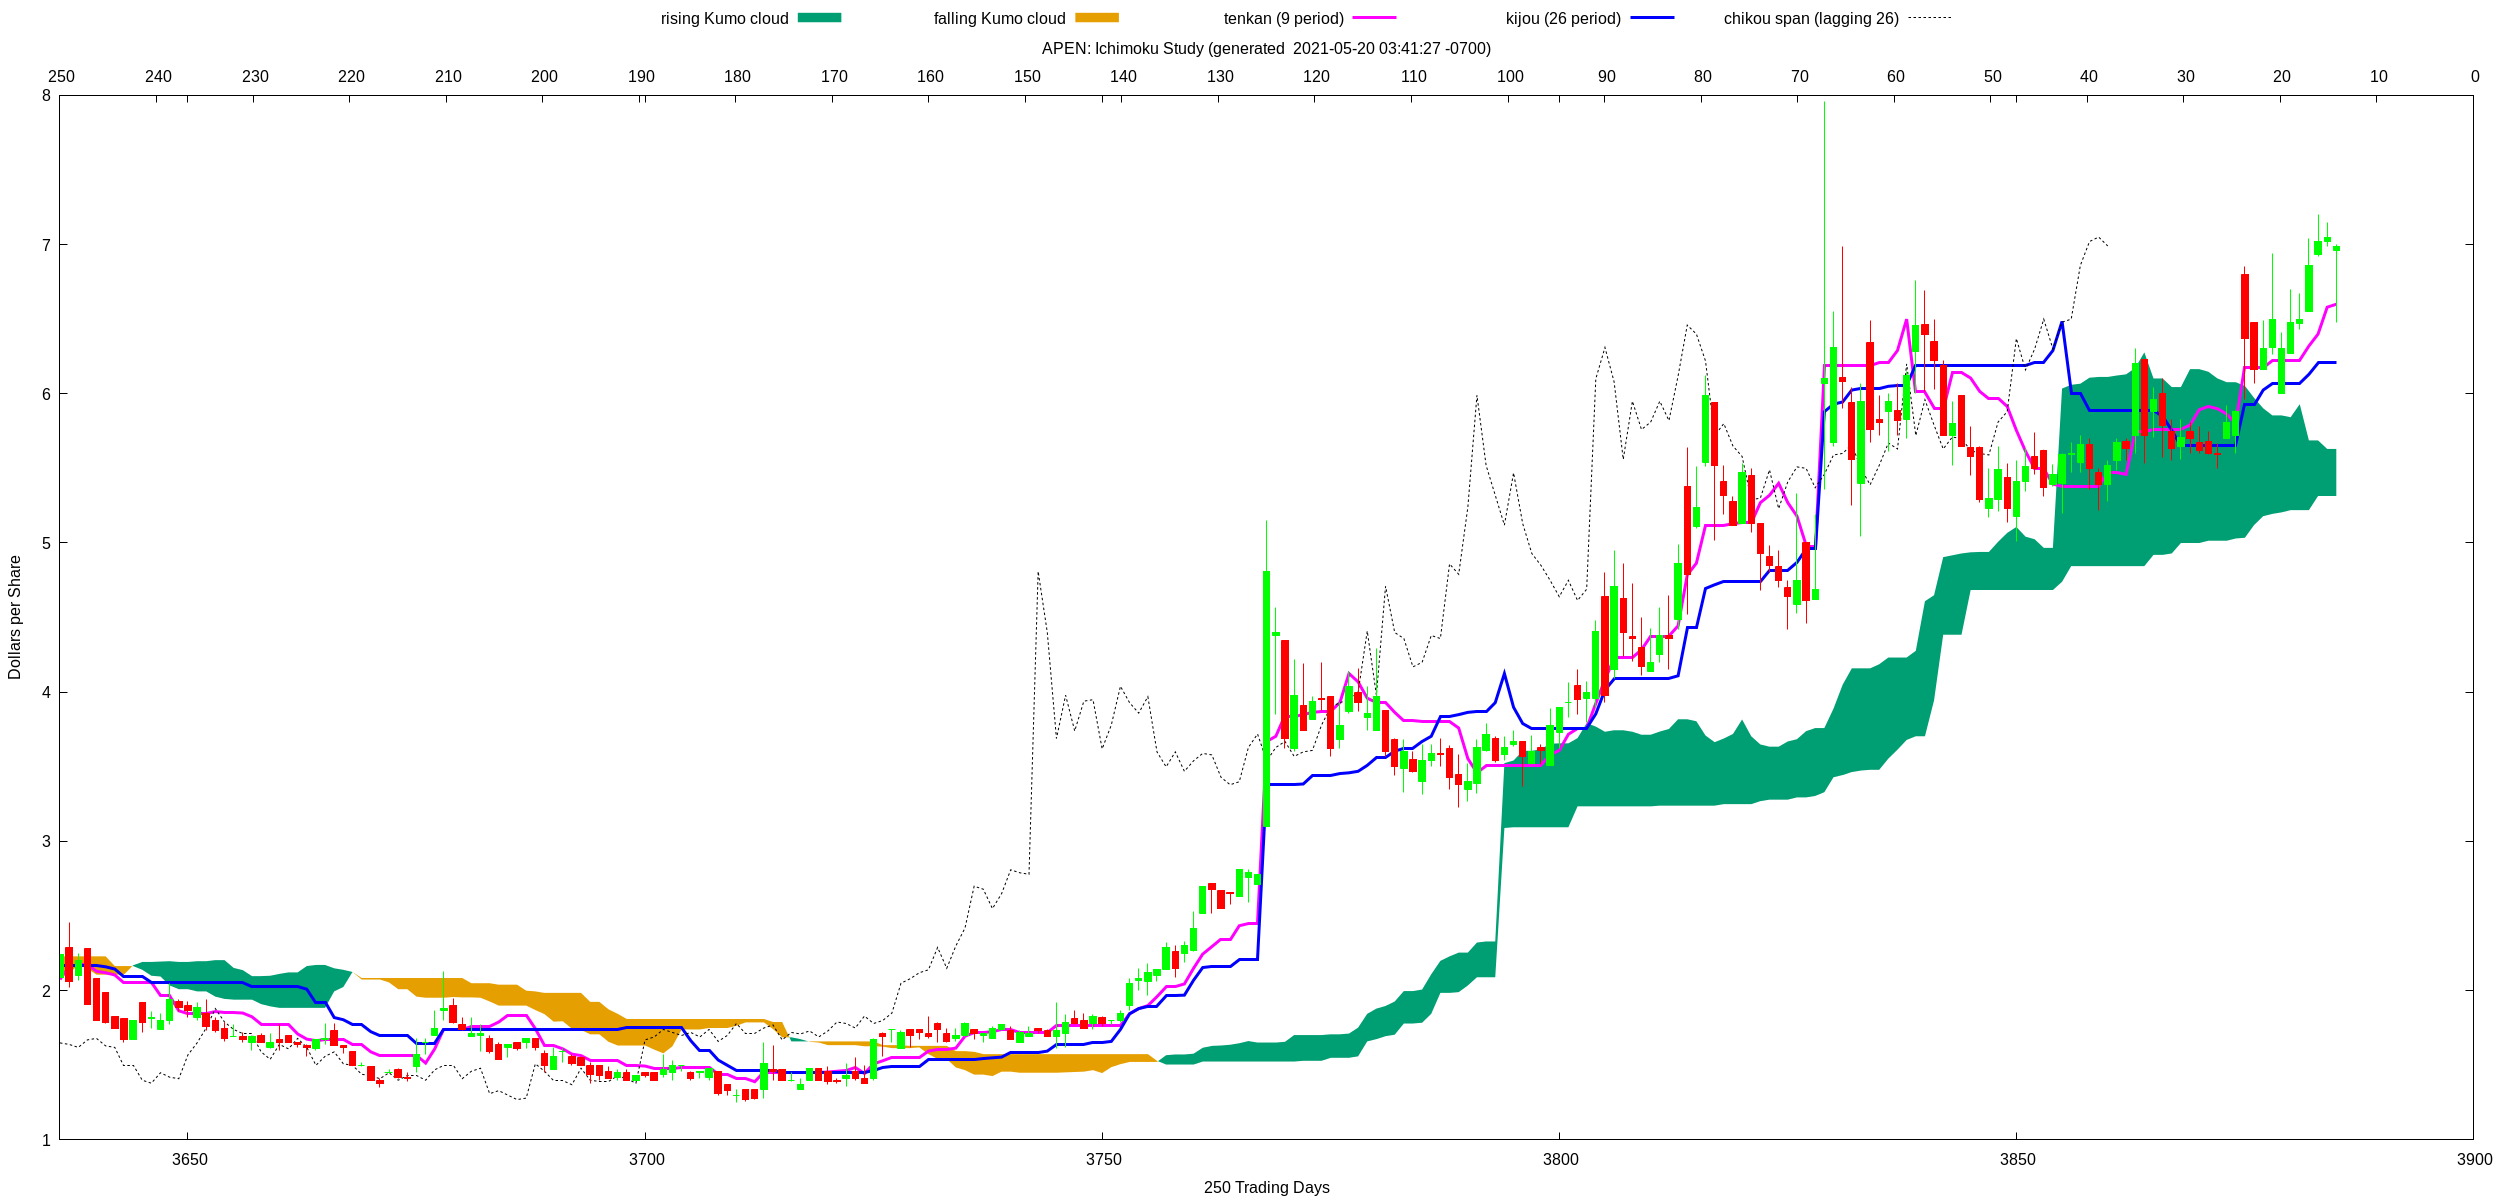 rising Kumo cloud falling Kumo cloud tenkan (9 period) kijou (26 period) chikou span (lagging 26)
APEN: Ichimoku Study (generated  2021-05-20 03:41:27 -0700)
250 240 230 220 210 200 190 180 170 160 150 140 130 120 110 100 90 80 70 60 50 40 30 20 10 0
8
7
6
5
4
3
2
1
Dollars per Share
3650 3700 3750 3800 3850 3900
250 Trading Days